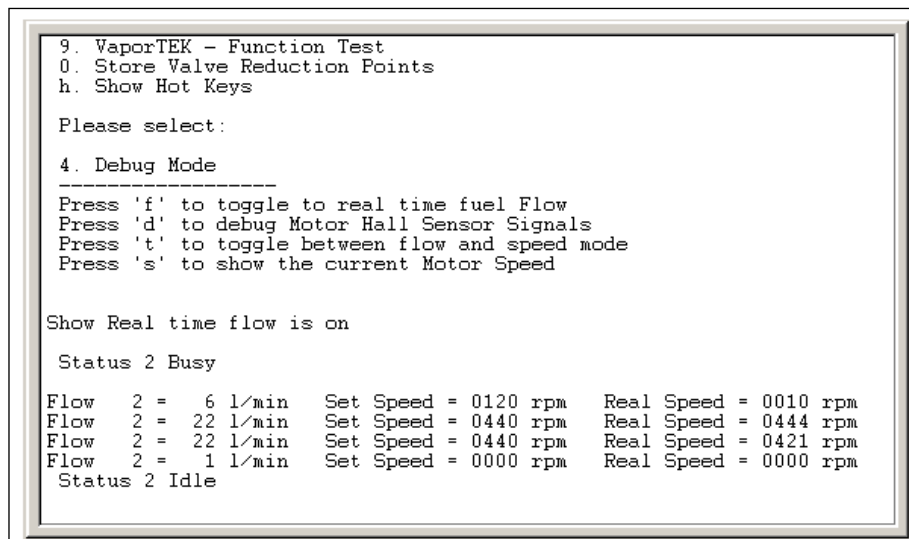 9. VaporTEK – Function Test
0. Store Valve Reduction Points
h. Show Hot Keys
Please select:
4. Debug Mode
------------------
Press 'f' to toggle to real time fuel Flow
Press 'd' to debug Motor Hall Sensor Signals
Press 't' to toggle between flow and speed mode
Press 's' to show the current Motor Speed
Show Real time flow is on
Status 2 Busy
Flow 2 = 6 l/min Set Speed = 0120 rpm Real Speed = 0010 rpm
Flow 2 = 22 l/min Set Speed = 0440 rpm Real Speed = 0444 rpm
Flow 2 = 22 l/min Set Speed = 0440 rpm Real Speed = 0421 rpm
Flow 2 = 1 l/min Set Speed = 0000 rpm Real Speed = 0000 rpm
Status 2 Idle